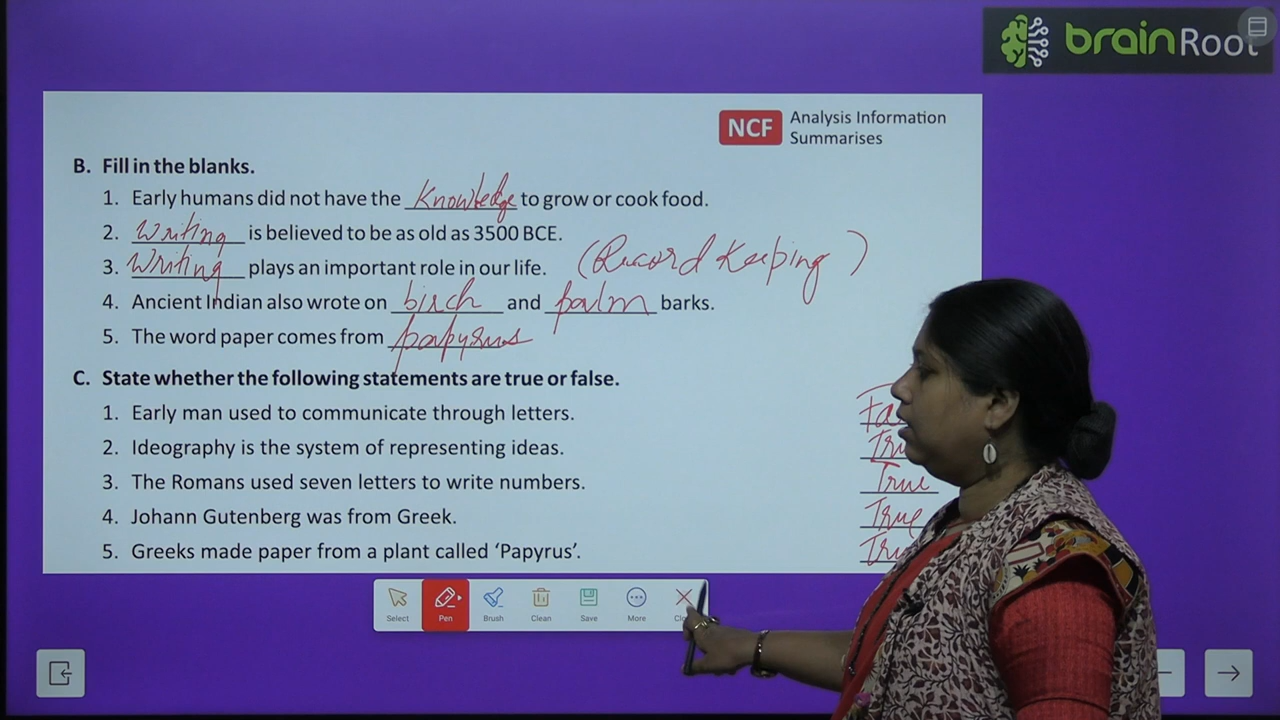 brainRoot
NCF Analysis Information
Summarises
B. Fill in the blanks.
1. Early humans did not have the Knowledge to grow or cook food.
2. Writing is believed to be as old as 3500 BCE.
3. Writing plays an important role in our life. (Record Keeping)
4. Ancient Indian also wrote on birch and palm barks.
5. The word paper comes from papyrus
C. State whether the following statements are true or false.
1. Early man used to communicate through letters.
2. Ideography is the system of representing ideas.
3. The Romans used seven letters to write numbers. True
4. Johann Gutenberg was from Greek. True
5. Greeks made paper from a plant called ‘Papyrus’.
Select Pen Brush Clean Save More